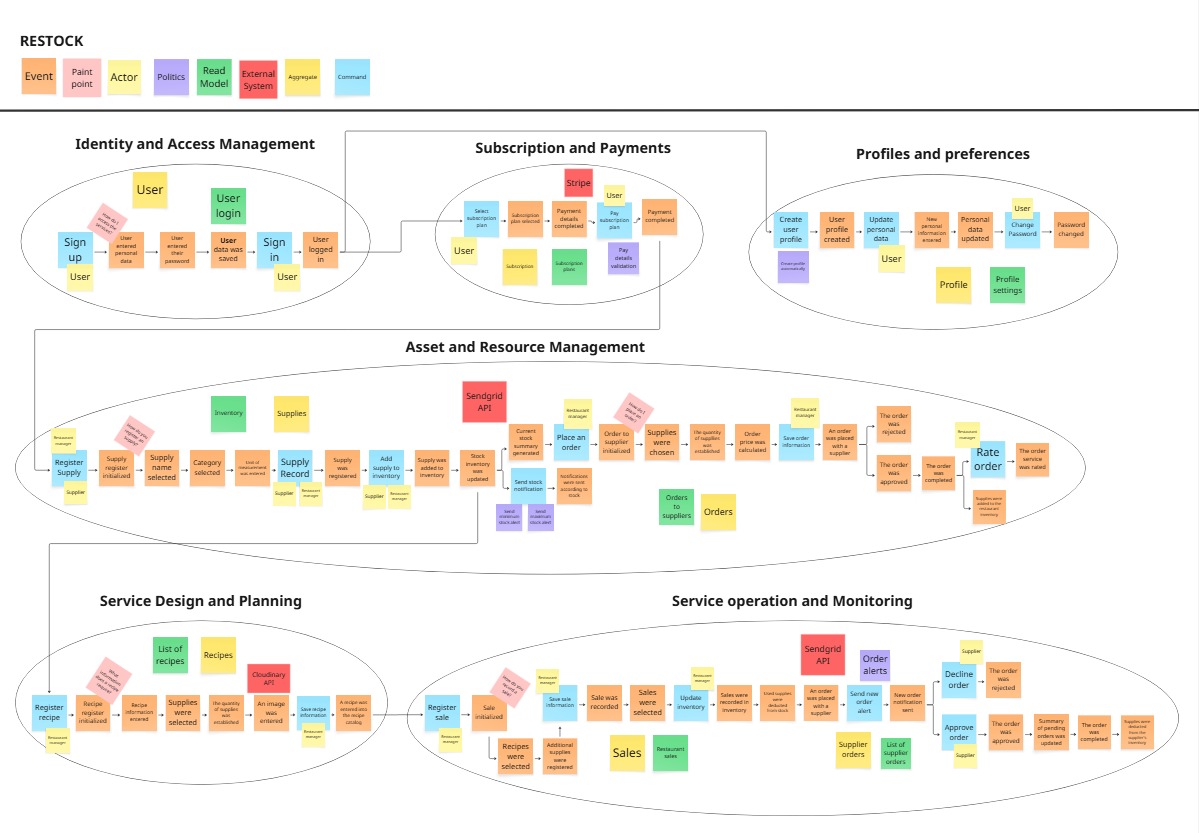 RESTOCK
Event
Paint
point
Actor
Politics
Read
Model
External
System
Aggregate
Command
Identity and Access Management
User
User
login
How do I
access the
services?
Sign
up
User
User
entered
personal
data
User
entered
their
password
User
data was
saved
Sign
in
User
User
logged
in
Subscription and Payments
Stripe
User
Select
subscription
plan
User
Subscription
plan selected
Payment
details
completed
Pay
subscription
plan
Payment
completed
Subscription
Subscription
plans
Pay
details
validation
Profiles and preferences
Create
user
profile
Create profile
automatically
User
profile
created
Update
personal
data
User
New
personal
information
entered
Personal
data
updated
User
Change
Password
Password
changed
Profile
Profile
settings
Asset and Resource Management
Inventory
Supplies
Sendgrid
API
Restaurant
manager
Register
Supply
Supplier
Supply
register
initialized
Supply
name
selected
Category
selected
Unit of
measurement
was entered
Supply
Record
Supplier
Restaurant
manager
Supply
was
registered
Add
supply to
inventory
Supplier
Restaurant
manager
Supply was
added to
inventory
Stock
inventory
was
updated
Current
stock
summary
generated
Send stock
notification
Send
minimum
stock alert
Send
maximum
stock alert
Notifications
were sent
according to
stock
Restaurant
manager
Place an
order
How do I
place an
order?
Order to
supplier
initialized
Supplies
were
chosen
The quantity
of supplies
was
established
Order
price was
calculated
Restaurant
manager
Save order
information
An order
was placed
with a
supplier
The order
was
rejected
The order
was
approved
The order
was
completed
Restaurant
manager
Rate
order
The order
service
was rated
Supplies were
added to the
restaurant
inventory
Orders
to
suppliers
Orders
Service Design and Planning
List of
recipes
Recipes
Cloudinary
API
Register
recipe
Restaurant
manager
What
information
does a recipe
Recipe
register
initialized
Recipe
information
entered
Supplies
were
selected
The quantity
of supplies
was
established
An image
was
entered
Save recipe
information
Restaurant
manager
A recipe was
entered into
the recipe
catalog
Service operation and Monitoring
Register
sale
Restaurant
manager
How do you
record a
sale?
Sale
initialized
Recipes
were
selected
Additional
supplies
were
registered
Restaurant
manager
Save sale
information
Sale was
recorded
Sales
were
selected
Restaurant
manager
Update
inventory
Sales were
recorded in
inventory
Used supplies
were
deducted
from stock
Sendgrid
API
An order
was placed
with a
supplier
Order
alerts
Send new
order
alert
New order
notification
sent
Supplier
Decline
order
The order
was
rejected
Approve
order
Supplier
The order
was
approved
Summary
of pending
orders was
updated
The order
was
completed
Supplies were
deducted
from the
supplier's
inventory
Sales
Restaurant
sales
Supplier
orders
List of
supplier
orders